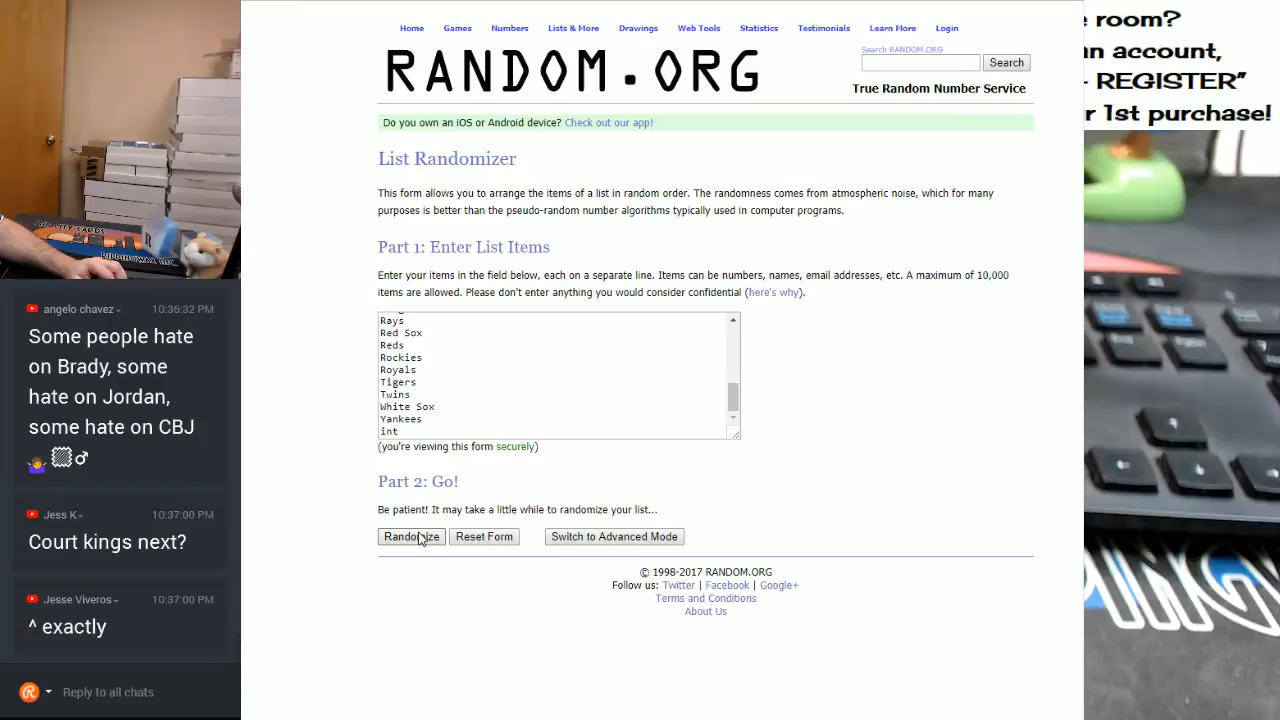 Home Games Numbers Lists & More Drawings Web Tools Statistics Testimonials Learn More Login
RANDOM.ORG
Search RANDOM.ORG
Search
True Random Number Service
Do you own an iOS or Android device? Check out our app!
List Randomizer
This form allows you to arrange the items of a list in random order. The randomness comes from atmospheric noise, which for many
purposes is better than the pseudo-random number algorithms typically used in computer programs.
Part 1: Enter List Items
Enter your items in the field below, each on a separate line. Items can be numbers, names, email addresses, etc. A maximum of 10,000
items are allowed. Please don't enter anything you would consider confidential (here's why).
Rays
Red Sox
Reds
Rockies
Royals
Tigers
Twins
White Sox
Yankees
int
(you're viewing this form securely)
Part 2: Go!
Be patient! It may take a little while to randomize your list...
Randomize Reset Form Switch to Advanced Mode
© 1998-2017 RANDOM.ORG
Follow us: Twitter | Facebook | Google+
Terms and Conditions
About Us
angelo chavez 10:36:32 PM
Some people hate
on Brady, some
hate on Jordan,
some hate on CBJ
Jess K 10:37:00 PM
Court kings next?
Jesse Viveros 10:37:00 PM
^ exactly
Reply to all chats
room?
account,
REGISTER”
1st purchase!